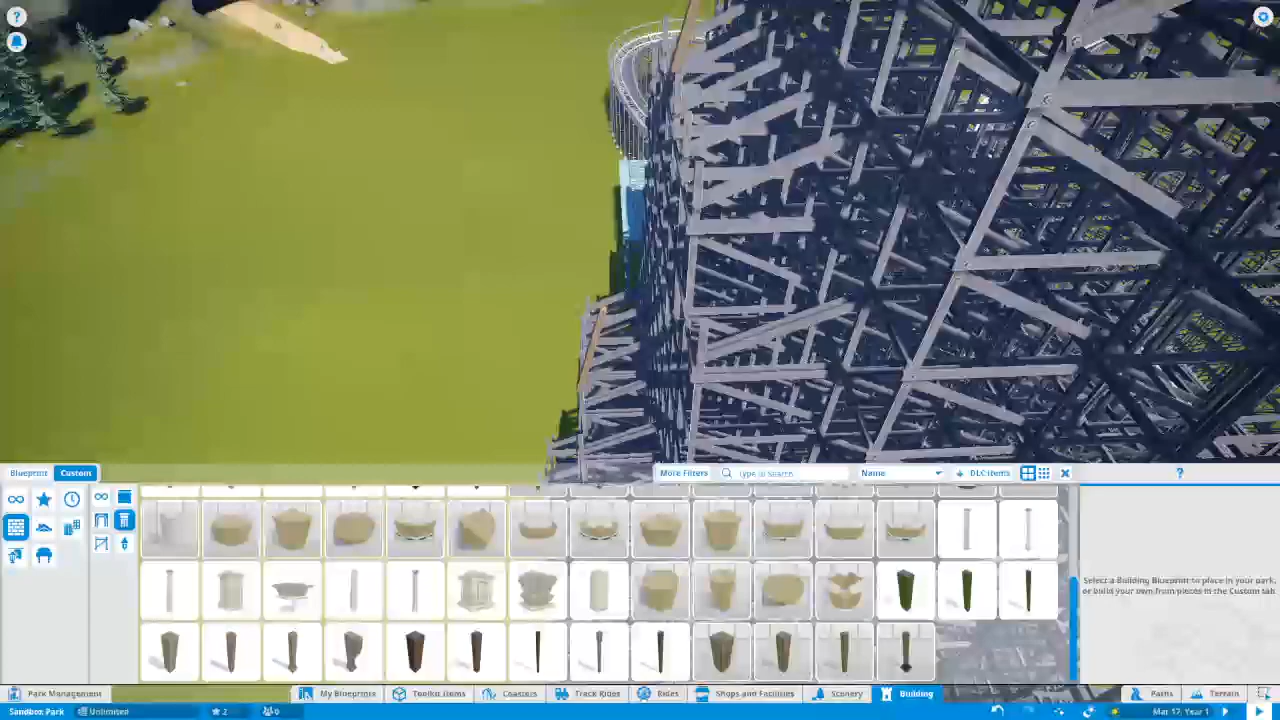 ?
Blueprint Custom More Filters Type to Search Name DLC Items ?
Select a Building Blueprint to place in your park,
or build your own from pieces in the Custom tab
Park Management My Blueprints Toolkit Items Coasters Track Rides Rides Shops and Facilities Scenery Building Paths Terrain
Sandbox Park Unlimited 2 0 Mar 17, Year 1